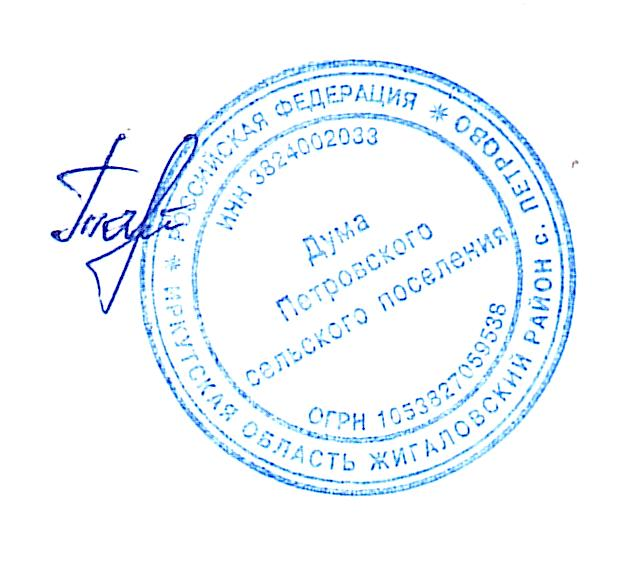 РОССИЙСКАЯ ФЕДЕРАЦИЯ * с. ПЕТРОВО
ИРКУТСКАЯ ОБЛАСТЬ ЖИГАЛОВСКИЙ РАЙОН *
ИНН 3824002033
Дума
Петровского
сельского поселения
ОГРН 1053827059538